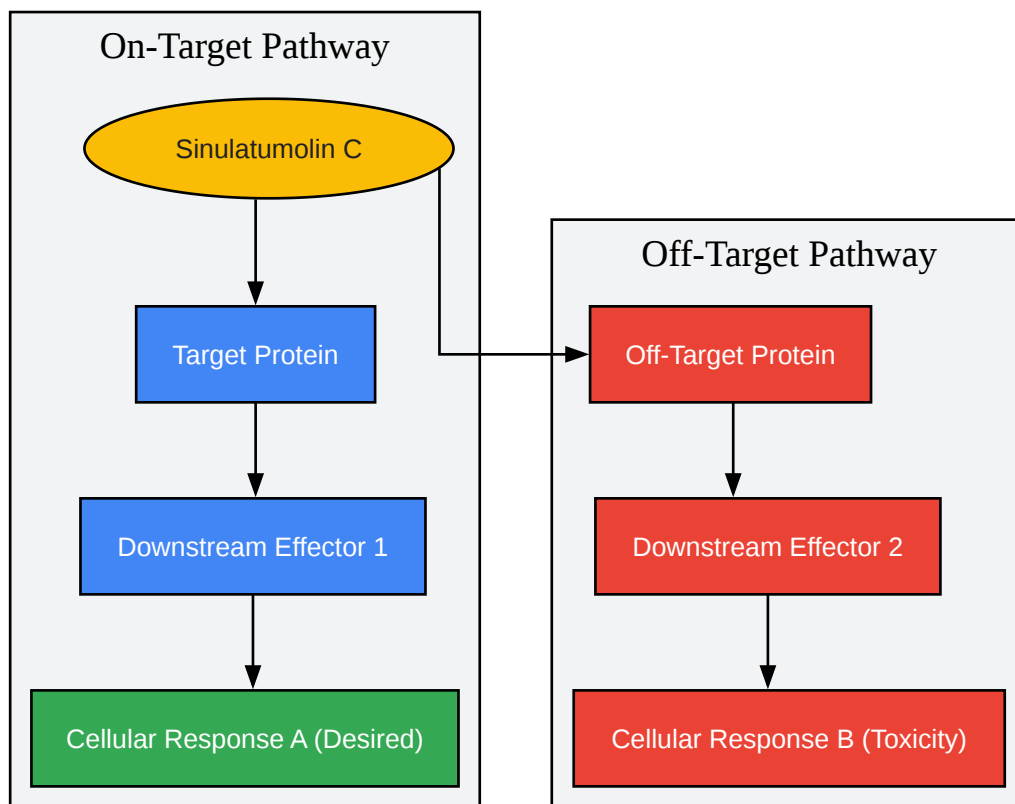 On-Target Pathway
Sinulatumolin C
Target Protein
Downstream Effector 1
Cellular Response A (Desired)
Off-Target Pathway
Off-Target Protein
Downstream Effector 2
Cellular Response B (Toxicity)